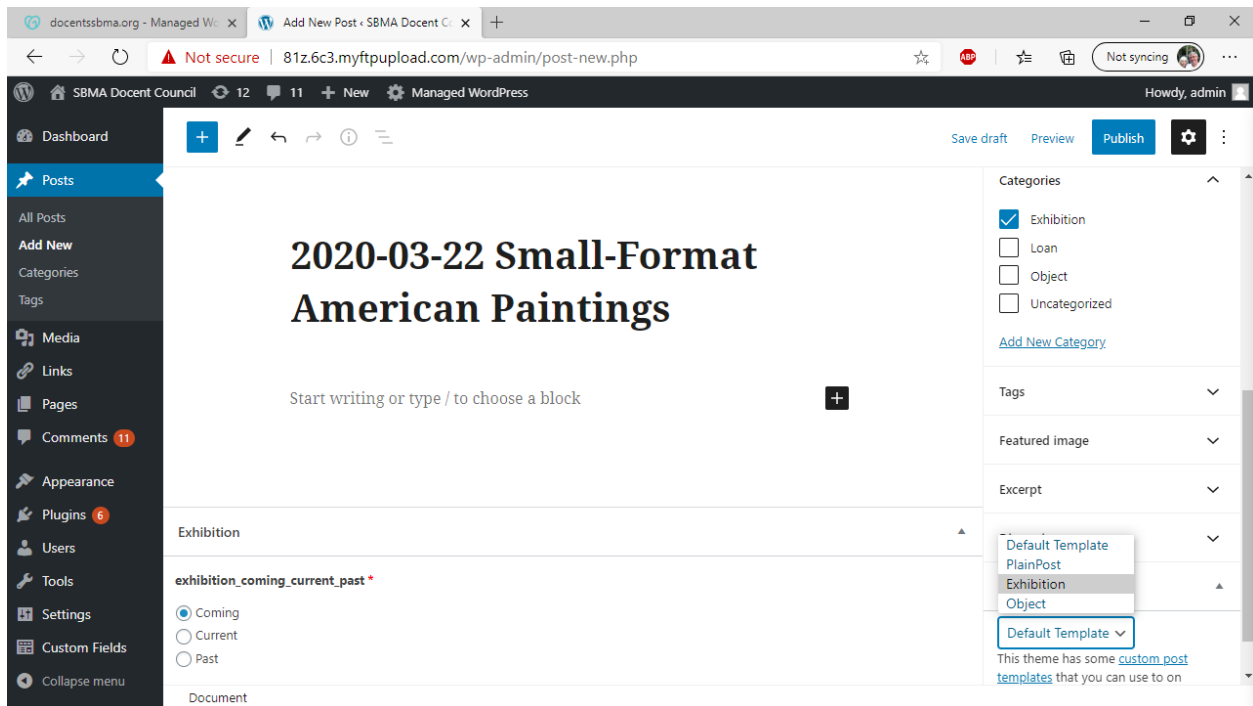 docentssbma.org - Managed Wo
Add New Post ‹ SBMA Docent Co
Not secure
81z.6c3.myftpupload.com/wp-admin/post-new.php
ABP
Not syncing
SBMA Docent Council
12
11
New
Managed WordPress
Howdy, admin
Dashboard
Posts
All Posts
Add New
Categories
Tags
Media
Links
Pages
Comments 11
Appearance
Plugins 6
Users
Tools
Settings
Custom Fields
Collapse menu
Save draft
Preview
Publish
2020-03-22 Small-Format
American Paintings
Start writing or type / to choose a block
Exhibition
exhibition_coming_current_past *
Coming
Current
Past
Document
Categories
Exhibition
Loan
Object
Uncategorized
Add New Category
Tags
Featured image
Excerpt
Default Template
PlainPost
Exhibition
Object
Default Template
This theme has some custom post
templates that you can use to on